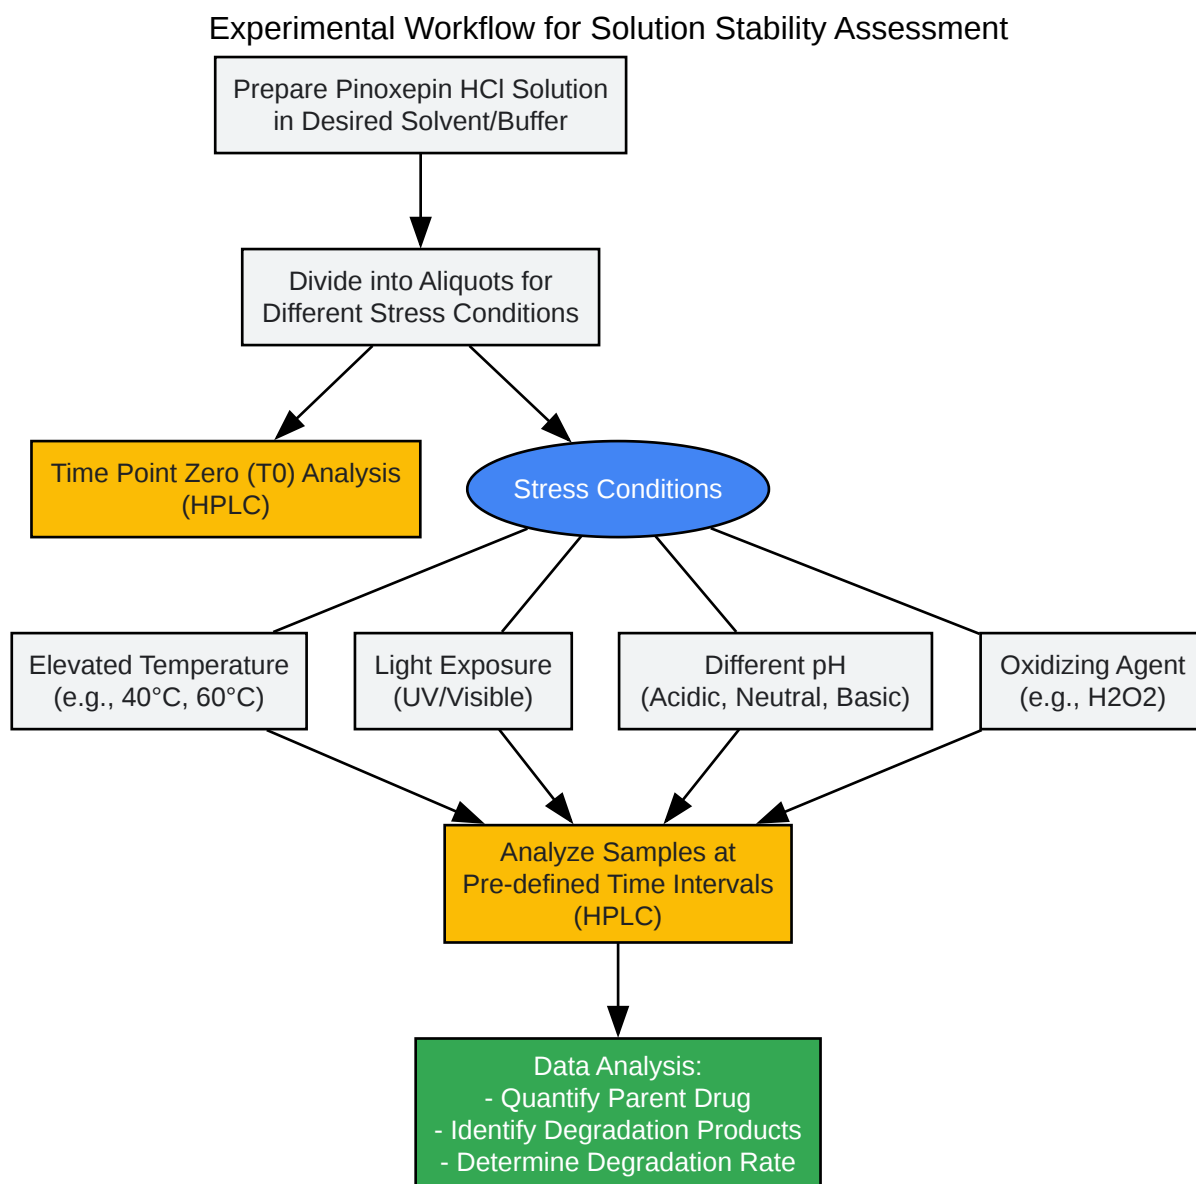 Experimental Workflow for Solution Stability Assessment
Prepare Pinoxepin HCl Solution
in Desired Solvent/Buffer
Divide into Aliquots for
Different Stress Conditions
Time Point Zero (T0) Analysis
(HPLC)
Stress Conditions
Elevated Temperature
(e.g., 40°C, 60°C)
Light Exposure
(UV/Visible)
Different pH
(Acidic, Neutral, Basic)
Oxidizing Agent
(e.g., H2O2)
Analyze Samples at
Pre-defined Time Intervals
(HPLC)
Data Analysis:
- Quantify Parent Drug
- Identify Degradation Products
- Determine Degradation Rate